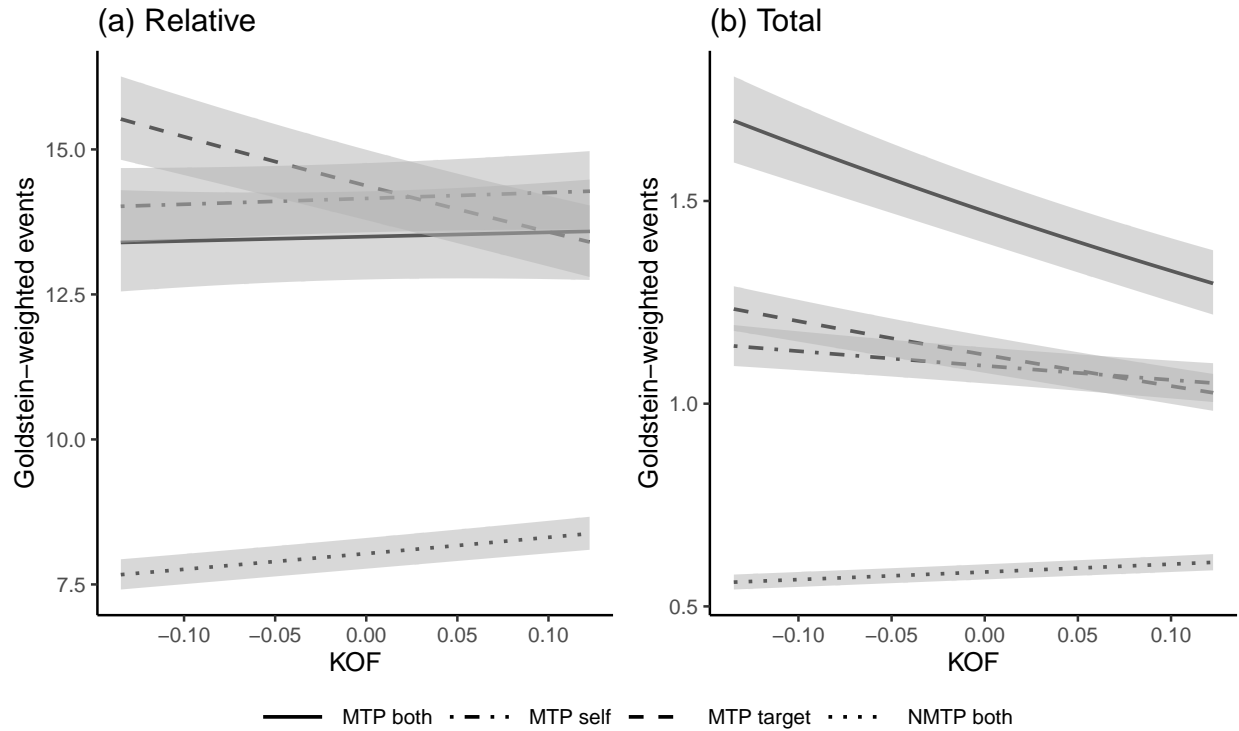 (a) Relative
(b) Total
Goldstein−weighted events
15.0
12.5
10.0
7.5
−0.10 −0.05 0.00 0.05 0.10
KOF
Goldstein−weighted events
1.5
1.0
0.5
−0.10 −0.05 0.00 0.05 0.10
KOF
MTP both MTP self MTP target NMTP both